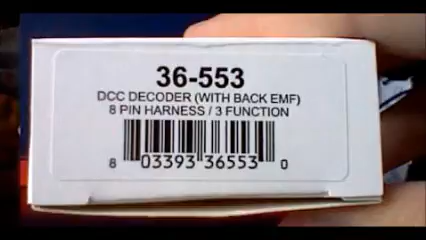 36-553
DCC DECODER (WITH BACK EMF)
8 PIN HARNESS / 3 FUNCTION
8 03393 36553 0